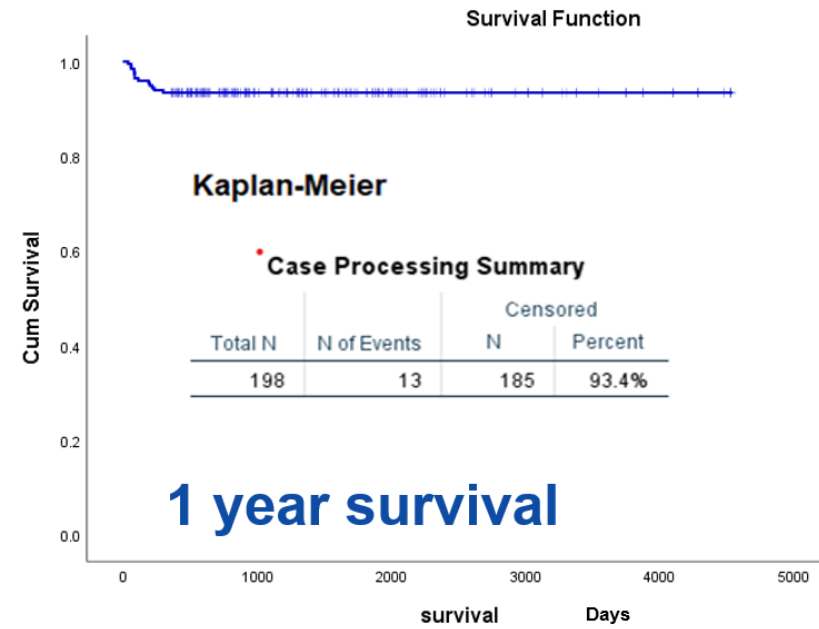 Survival Function
1.0
0.8
0.6
0.4
0.2
0.0
Cum Survival
Kaplan-Meier
Case Processing Summary
Censored
Total N N of Events N Percent
198 13 185 93.4%
1 year survival
0 1000 2000 3000 4000 5000
survival Days